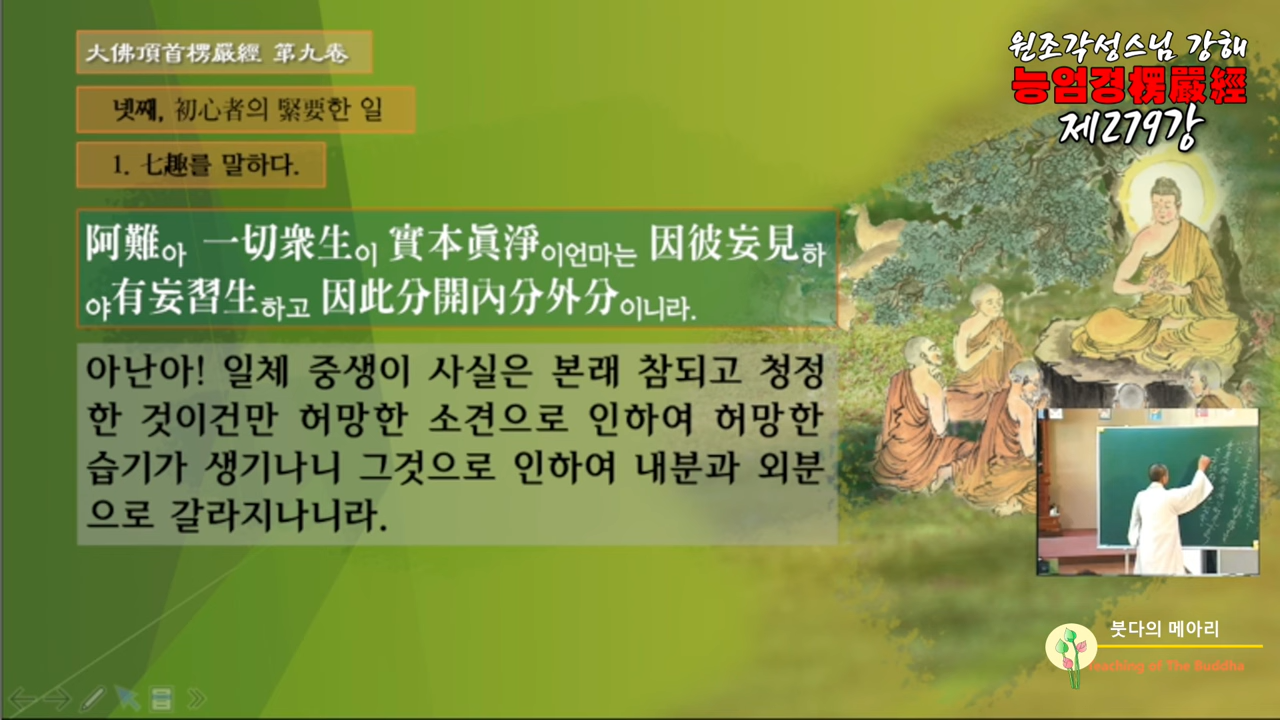 大佛頂首楞嚴經 第九卷
넷째, 初心者의 緊要한 일
1. 七趣를 말하다.
阿難아 一切衆生이 實本眞淨이언마는 因彼妄見하
야有妄習生하고 因此分開內分外分이니라.
아난아! 일체 중생이 사실은 본래 참되고 청정
한 것이건만 허망한 소견으로 인하여 허망한
습기가 생기나니 그것으로 인하여 내분과 외분
으로 갈라지나니라.
원조각성스님 강해
능엄경楞嚴經
제279강
붓다의 메아리
Teaching of The Buddha